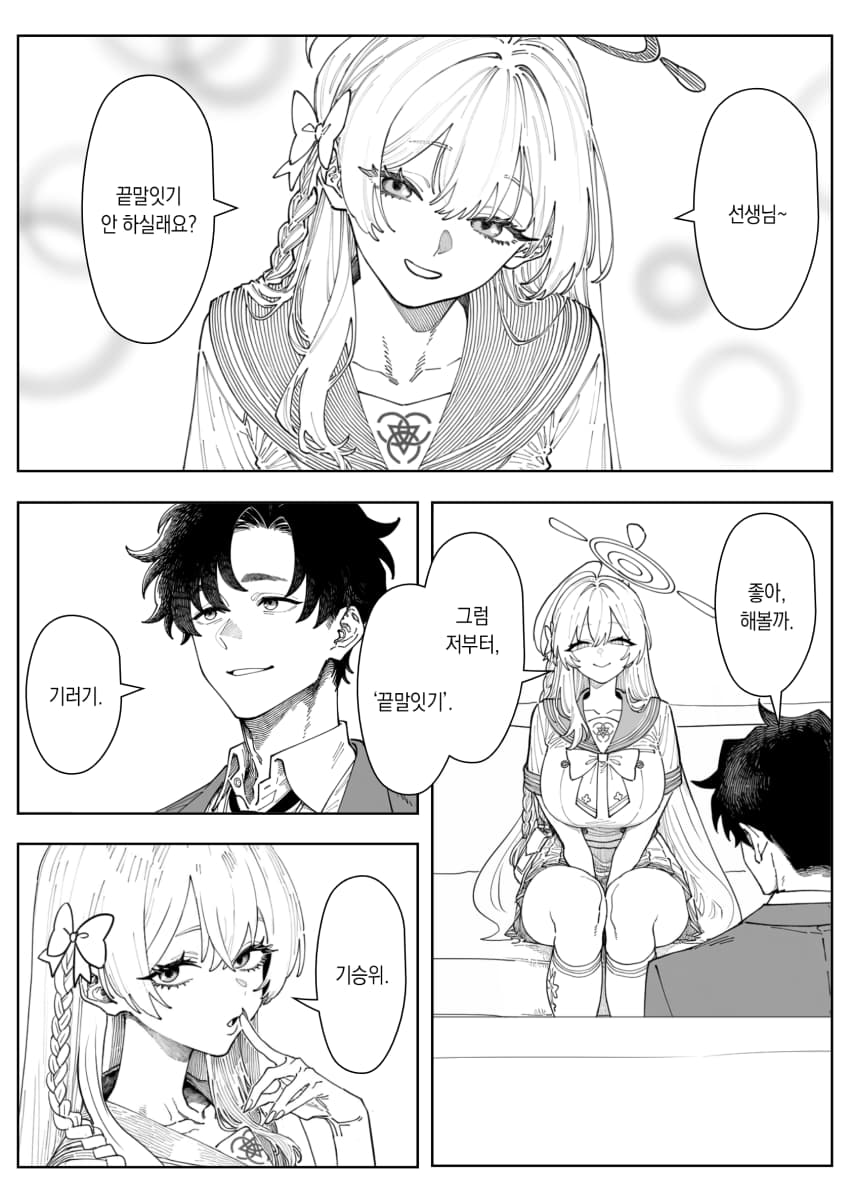 선생님~
끝말잇기
안 하실래요?
좋아,
해볼까.
그럼
저부터,
‘끝말잇기’.
기러기.
기승위.